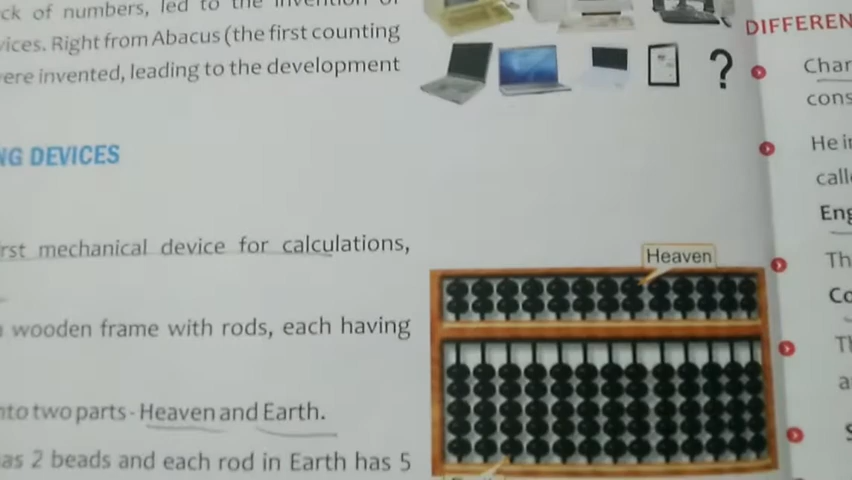 ck of numbers, led to the invention of
vices. Right from Abacus (the first counting
ere invented, leading to the development
NG DEVICES
rst mechanical device for calculations,
wooden frame with rods, each having
nto two parts - Heaven and Earth.
as 2 beads and each rod in Earth has 5
?
Heaven
DIFFEREN
Char
cons
He i
call
Eng
Th
Co
Th
a
S